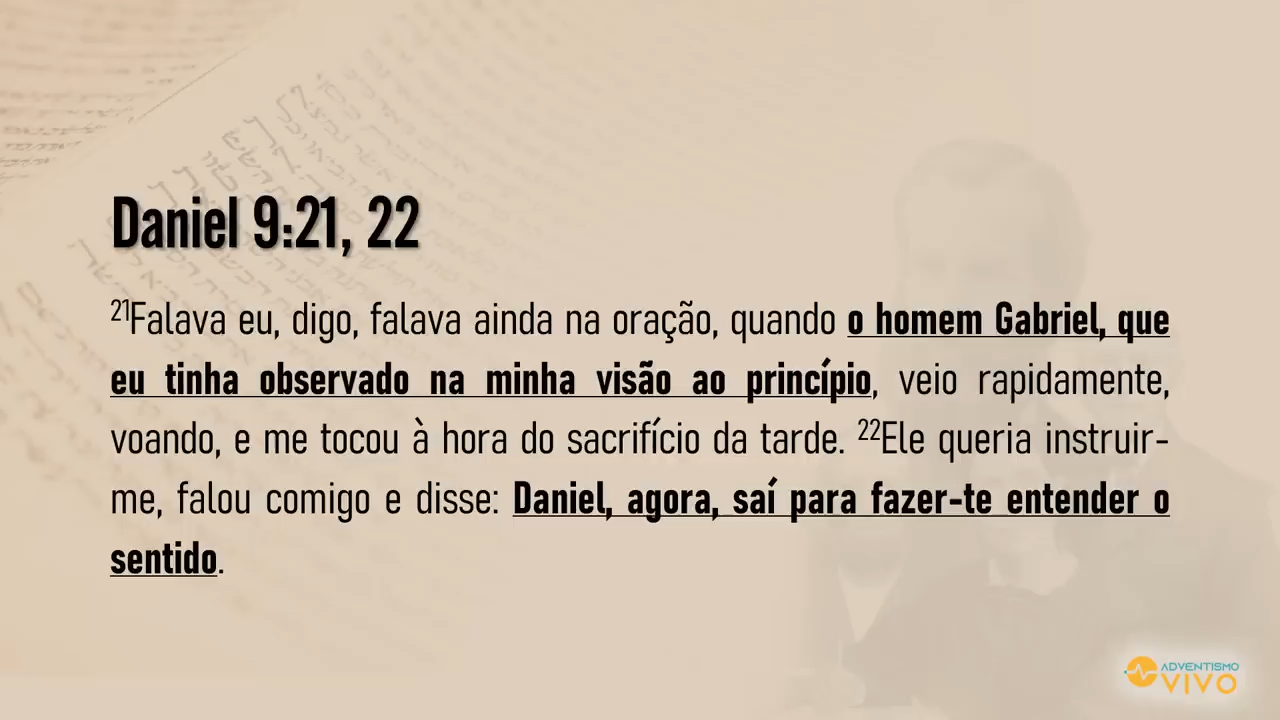 Daniel 9:21, 22
21Falava eu, digo, falava ainda na oração, quando o homem Gabriel, que
eu tinha observado na minha visão ao princípio, veio rapidamente,
voando, e me tocou à hora do sacrifício da tarde. 22Ele queria instruir-
me, falou comigo e disse: Daniel, agora, saí para fazer-te entender o
sentido.
ADVENTISMO
VIVO